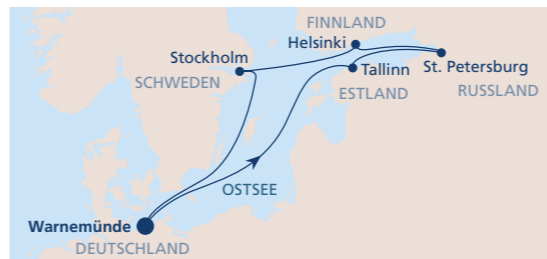 FINNLAND
Helsinki
Stockholm
SCHWEDEN
Tallinn
St. Petersburg
ESTLAND
RUSSLAND
OSTSEE
Warnemünde
DEUTSCHLAND